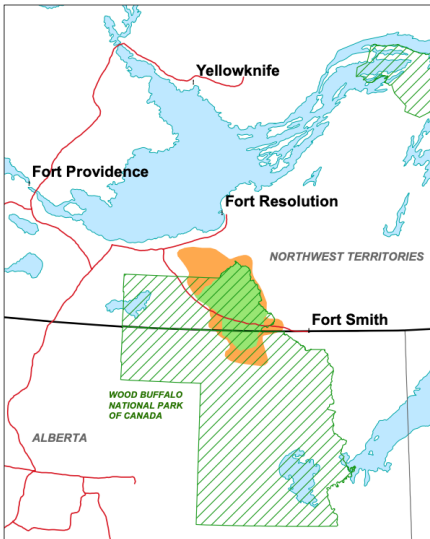 Yellowknife
Fort Providence
Fort Resolution
NORTHWEST TERRITORIES
Fort Smith
WOOD BUFFALO
NATIONAL PARK
OF CANADA
ALBERTA